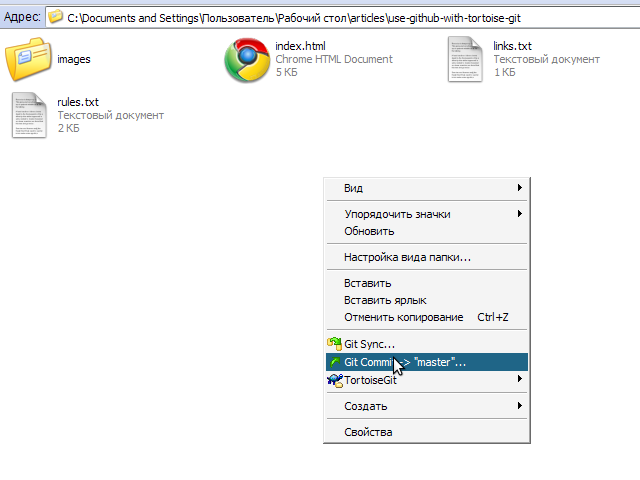 Адрес: C:\Documents and Settings\Пользователь\Рабочий стол\articles\use-github-with-tortoise-git
images
index.html
Chrome HTML Document
5 КБ
links.txt
Текстовый документ
1 КБ
rules.txt
Текстовый документ
2 КБ
Вид
Упорядочить значки
Обновить
Настройка вида папки...
Вставить
Вставить ярлык
Отменить копирование Ctrl+Z
Git Sync...
Git Commit -> "master"...
TortoiseGit
Создать
Свойства